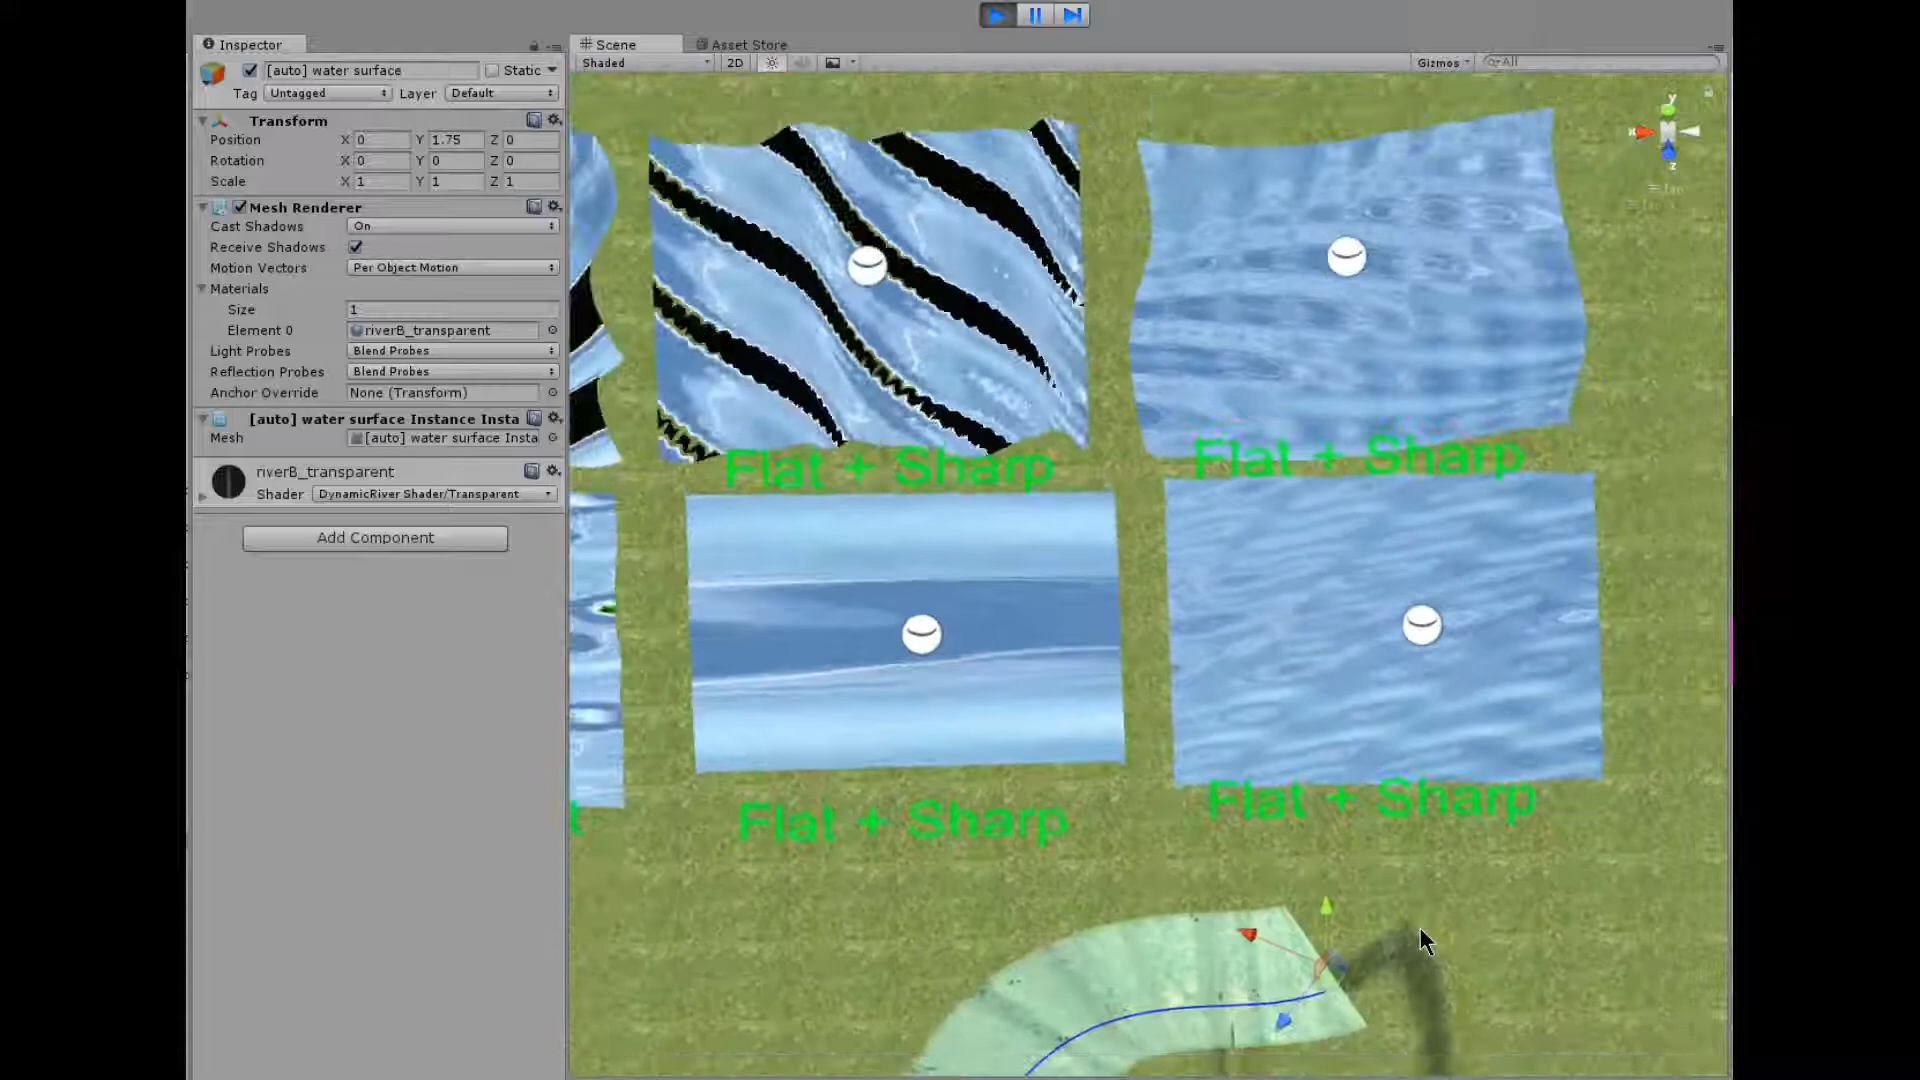 Inspector
Scene
Asset Store
[auto] water surface
Static
Shaded
2D
Gizmos
All
Tag
Untagged
Layer
Default
Transform
Position X 0 Y 1.75 Z 0
Rotation X 0 Y 0 Z 0
Scale X 1 Y 1 Z 1
Mesh Renderer
Cast Shadows On
Receive Shadows
Motion Vectors Per Object Motion
Materials
Size 1
Element 0 riverB_transparent
Light Probes Blend Probes
Reflection Probes Blend Probes
Anchor Override None (Transform)
[auto] water surface Instance Insta
Mesh [auto] water surface Insta
riverB_transparent
Shader DynamicRiver Shader/Transparent
Add Component
y
x
z
Flat + Sharp
Flat + Sharp
Flat + Sharp
Flat + Sharp
t